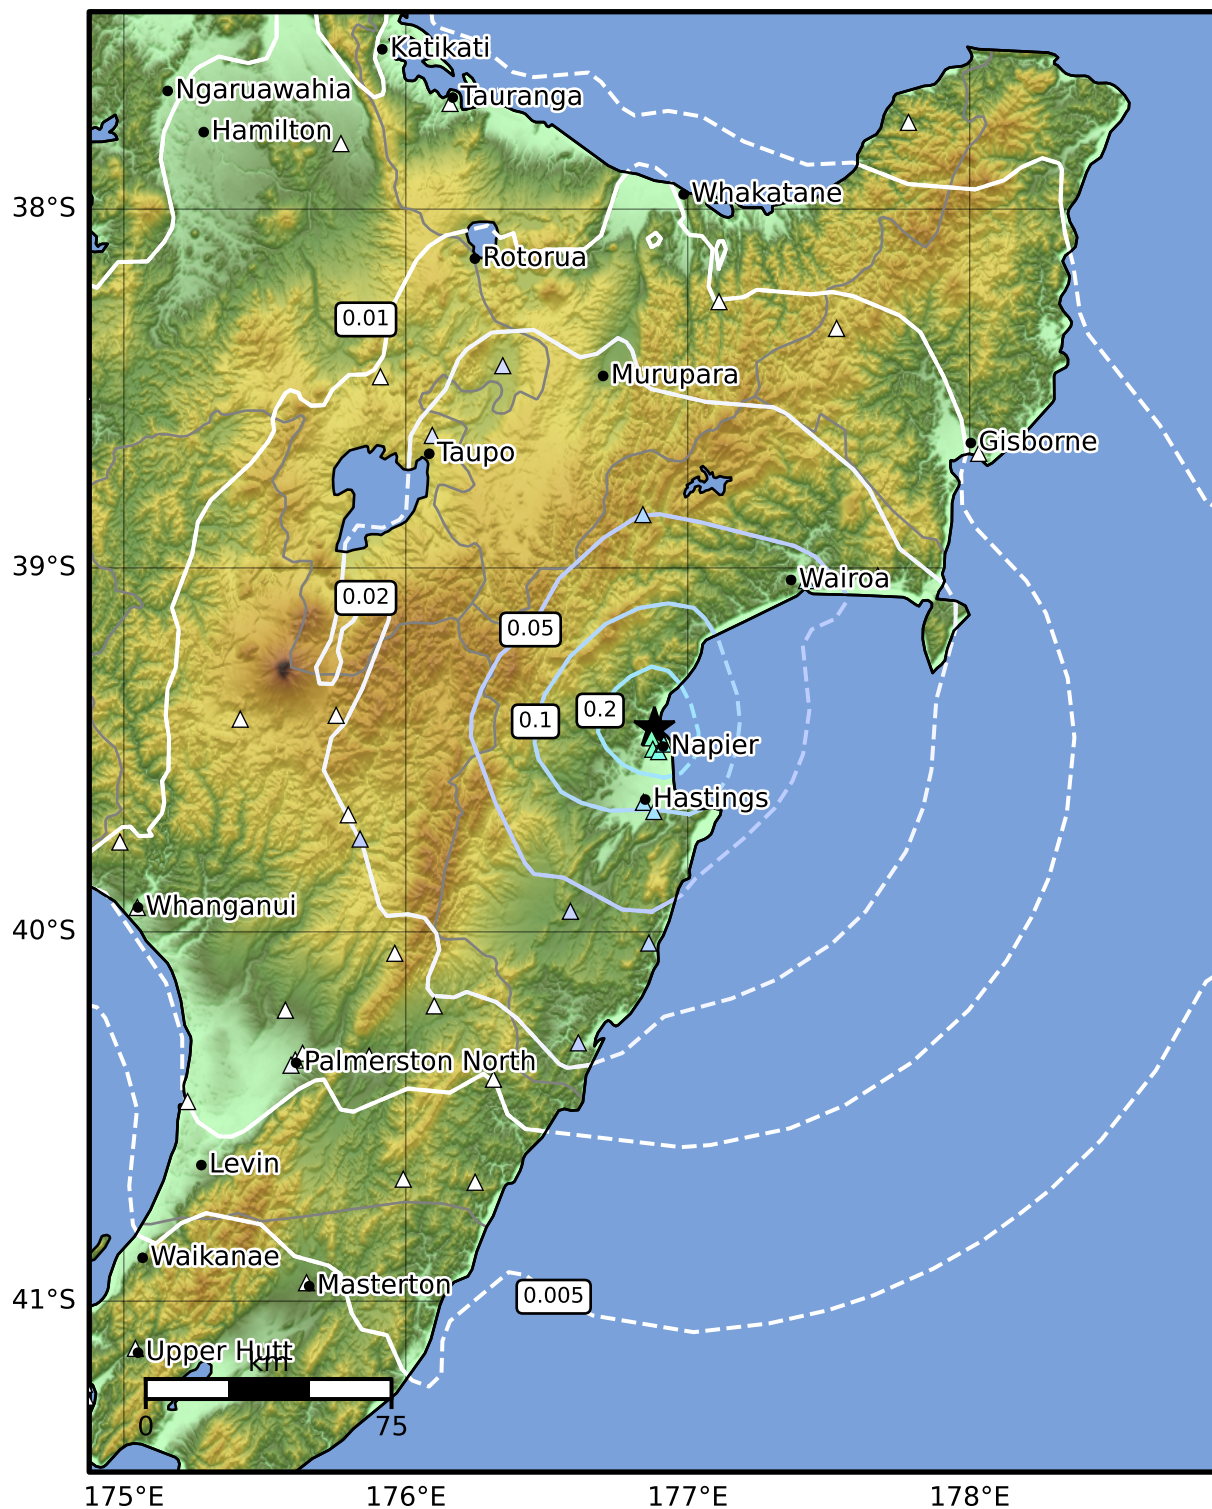 Katikati
Ngaruawahia
Tauranga
Hamilton
Whakatane
38°S
Rotorua
0.01
Murupara
Gisborne
Taupo
39°S
Wairoa
0.02
0.05
0.2
0.1
Napier
Hastings
Whanganui
40°S
Palmerston North
Levin
Waikanae
Masterton
0.005
41°S
Upper Hutt
km
0
75
175°E
176°E
177°E
178°E